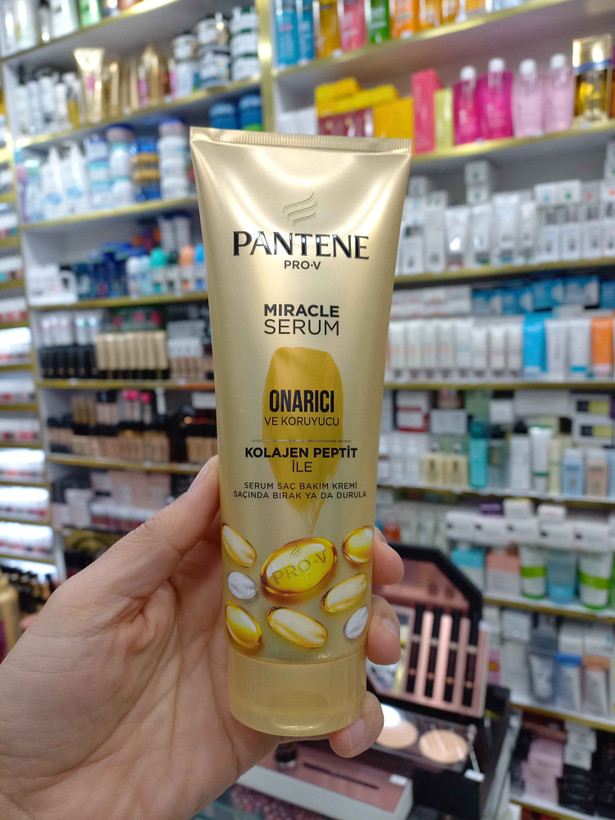 PANTENE
PRO-V
MIRACLE
SERUM
ONARICI
VE KORUYUCU
KOLAJEN PEPTİT
İLE
SERUM SAÇ BAKIM KREMİ
SAÇINDA BIRAK YA DA DURULA
PRO-V